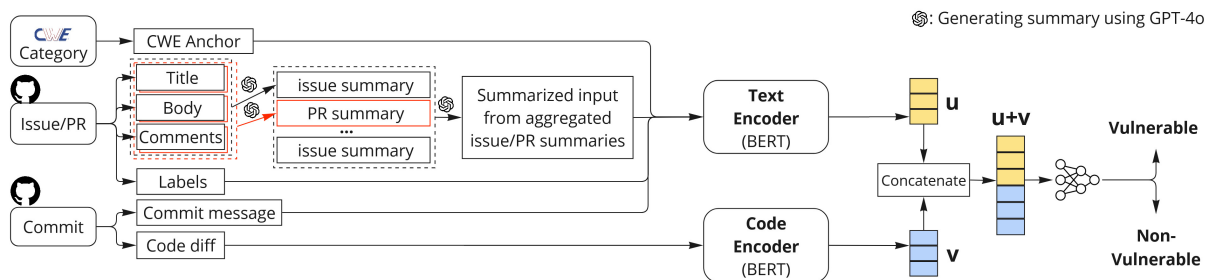 : Generating summary using GPT-4o
CWE
Category
CWE Anchor
Issue/PR
Title
Body
Comments
Labels
issue summary
PR summary
...
issue summary
Summarized input
from aggregated
issue/PR summaries
Commit
Commit message
Code diff
Text
Encoder
(BERT)
Code
Encoder
(BERT)
u
v
Concatenate
u+v
Vulnerable
Non-
Vulnerable